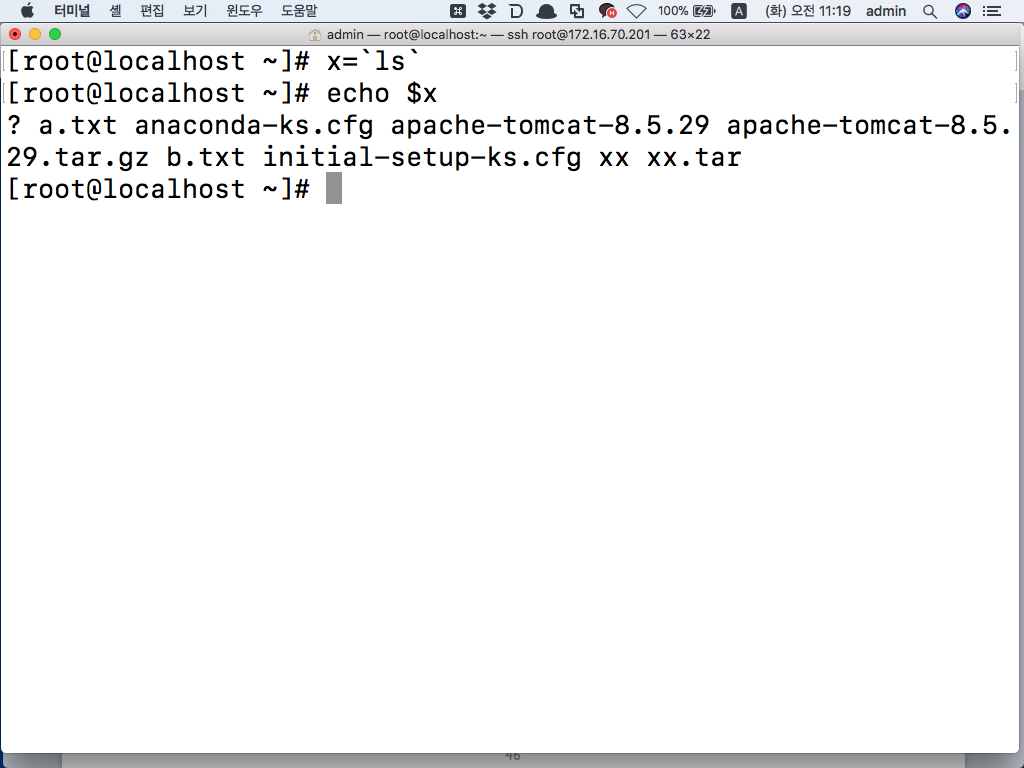 터미널 셸 편집 보기 윈도우 도움말 100% A (화) 오전 11:19 admin
admin — root@localhost:~ — ssh root@172.16.70.201 — 63×22
[root@localhost ~]# x=`ls`
[root@localhost ~]# echo $x
? a.txt anaconda-ks.cfg apache-tomcat-8.5.29 apache-tomcat-8.5.
29.tar.gz b.txt initial-setup-ks.cfg xx xx.tar
[root@localhost ~]#
46